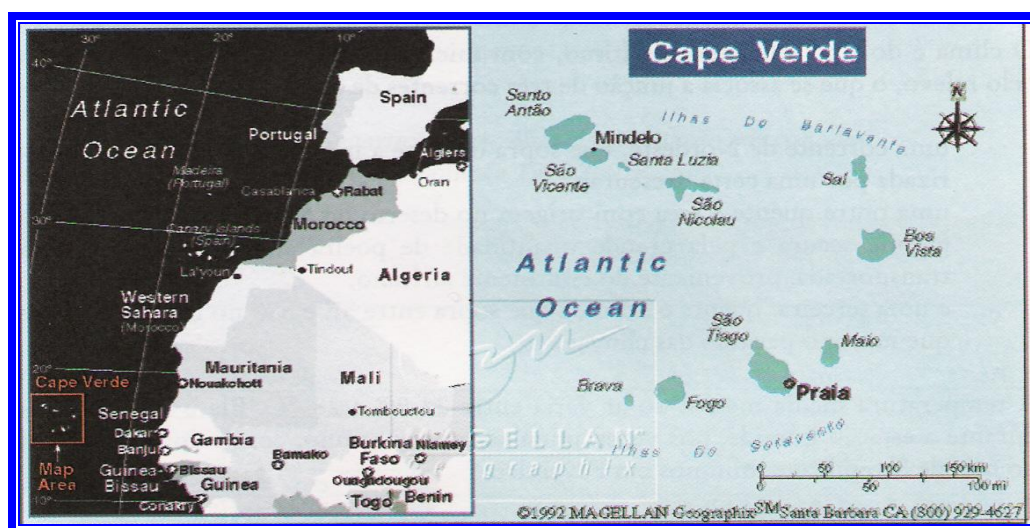 30°
20°
10°
40°
Atlantic
Ocean
Spain
Portugal
Algiers
Oran
Madeira
(Portugal)
Casablanca
Rabat
30°
Morocco
Canary Islands
(Spain)
La'youn
Tindouf
Algeria
Western
Sahara
(Morocco)
20°
Mauritania
Nouakchott
Mali
Cape Verde
Tombouctou
Senegal
Dakar
Gambia
Banjul
Burkina
Faso
Niamey
Bamako
Map
Area
Guinea-
Bissau
Bissau
Guinea
Ouagadougou
10°
Conakry
Togo
Benin
Cape Verde
Santo
Antão
Ilhas Do Barlavento
N
Mindelo
São
Vicente
Santa Luzia
São
Nicolau
Sal
Boa
Vista
Atlantic
Ocean
São
Tiago
Maio
Brava
Fogo
Praia
MAGELLAN
Geographix
Ilhas Do Sotavento
0 50 100 150 km
0 50 100 mi
©1992 MAGELLAN Geographix℠ Santa Barbara CA (800) 929-4627